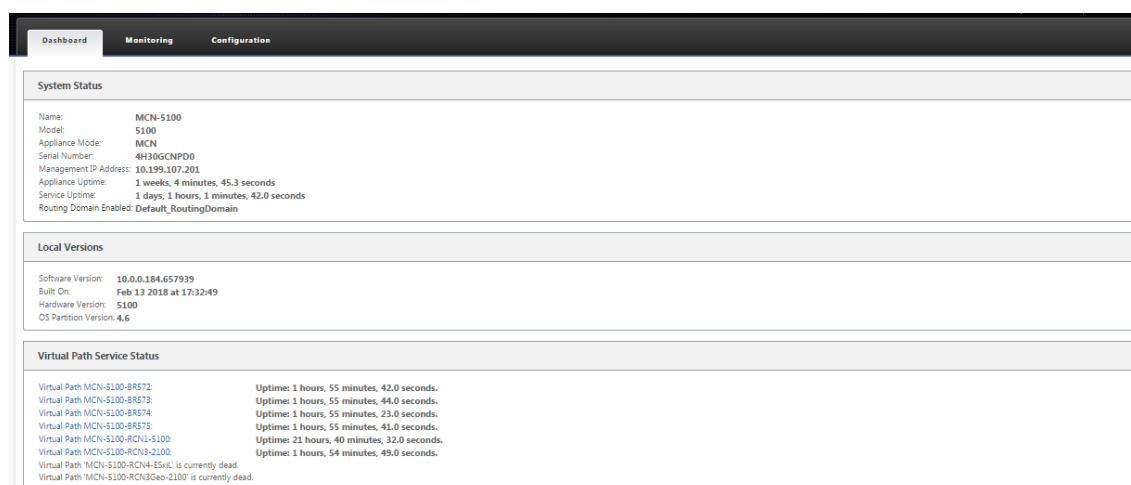 Dashboard Monitoring Configuration
System Status
Name: MCN-5100
Model: 5100
Appliance Mode: MCN
Serial Number: 4H30GCNPD0
Management IP Address: 10.199.107.201
Appliance Uptime: 1 weeks, 4 minutes, 45.3 seconds
Service Uptime: 1 days, 1 hours, 1 minutes, 42.0 seconds
Routing Domain Enabled: Default_RoutingDomain
Local Versions
Software Version: 10.0.0.184.657939
Built On: Feb 13 2018 at 17:32:49
Hardware Version: 5100
OS Partition Version: 4.6
Virtual Path Service Status
Virtual Path MCN-5100-BR572: Uptime: 1 hours, 55 minutes, 42.0 seconds.
Virtual Path MCN-5100-BR573: Uptime: 1 hours, 55 minutes, 44.0 seconds.
Virtual Path MCN-5100-BR574: Uptime: 1 hours, 55 minutes, 23.0 seconds.
Virtual Path MCN-5100-BR575: Uptime: 1 hours, 55 minutes, 41.0 seconds.
Virtual Path MCN-5100-RCN1-5100: Uptime: 21 hours, 40 minutes, 32.0 seconds.
Virtual Path MCN-5100-RCN3-2100: Uptime: 1 hours, 54 minutes, 49.0 seconds.
Virtual Path 'MCN-5100-RCN4-ESxiL' is currently dead.
Virtual Path 'MCN-5100-RCN3Geo-2100' is currently dead.